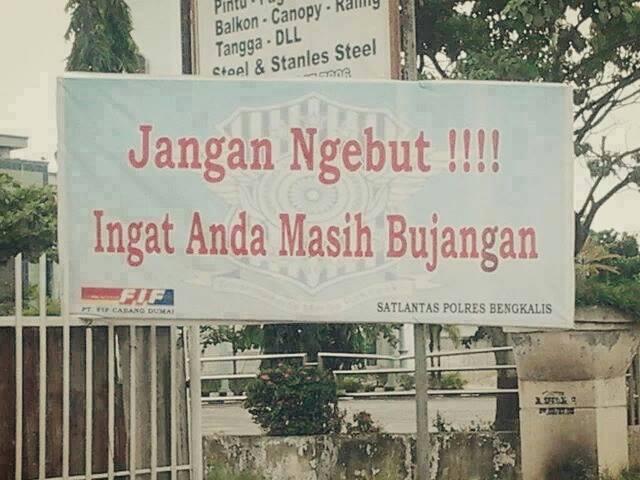 Balkon - Canopy - Railing
Tangga - DLL
Steel & Stanles Steel
Jangan Ngebut !!!!
Ingat Anda Masih Bujangan
FIF
PT. FIF CABANG DUMAI
SATLANTAS POLRES BENGKALIS